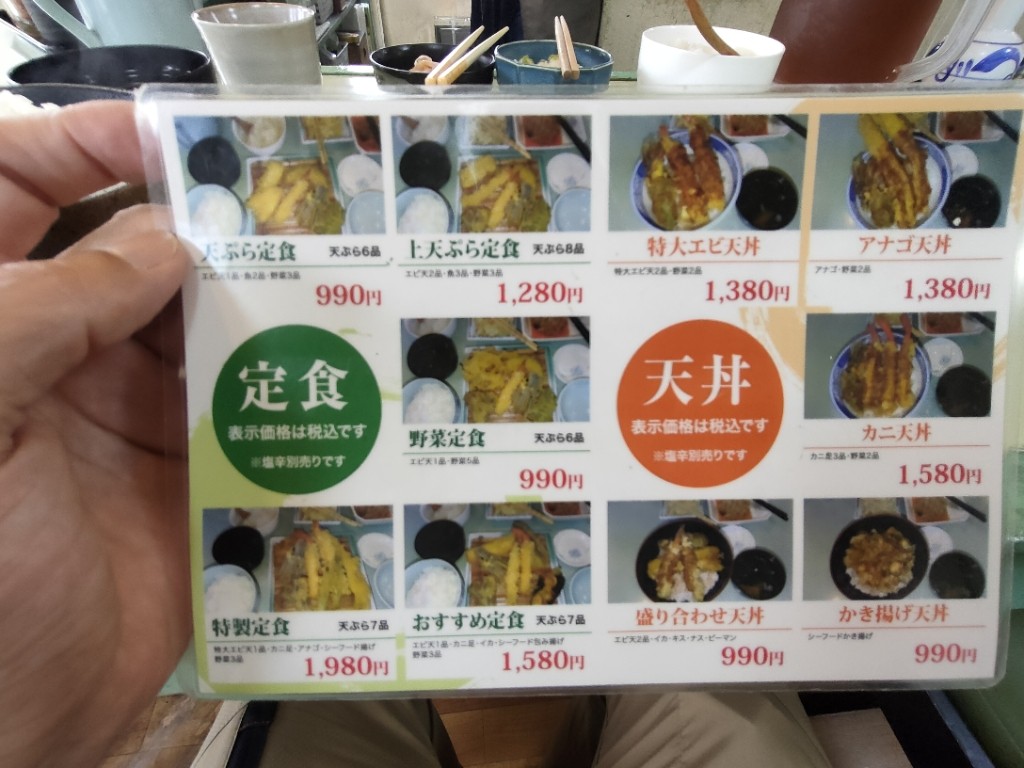 天ぷら定食 天ぷら6品
エビ天1品・魚2品・野菜3品
990円
上天ぷら定食 天ぷら8品
エビ天2品・魚3品・野菜3品
1,280円
特大エビ天丼
特大エビ天2品・野菜2品
1,380円
アナゴ天丼
アナゴ・野菜2品
1,380円
定食
表示価格は税込です
※塩辛別売りです
野菜定食 天ぷら6品
エビ天1品・野菜5品
990円
天丼
表示価格は税込です
※塩辛別売りです
カニ天丼
カニ足3品・野菜2品
1,580円
特製定食 天ぷら7品
特大エビ天1品・カニ足・アナゴ・シーフード揚げ
野菜3品
1,980円
おすすめ定食 天ぷら7品
エビ天1品・カニ足・イカ・シーフード包み揚げ
野菜3品
1,580円
盛り合わせ天丼
エビ天2品・イカ・キス・ナス・ピーマン
990円
かき揚げ天丼
シーフードかき揚げ
990円